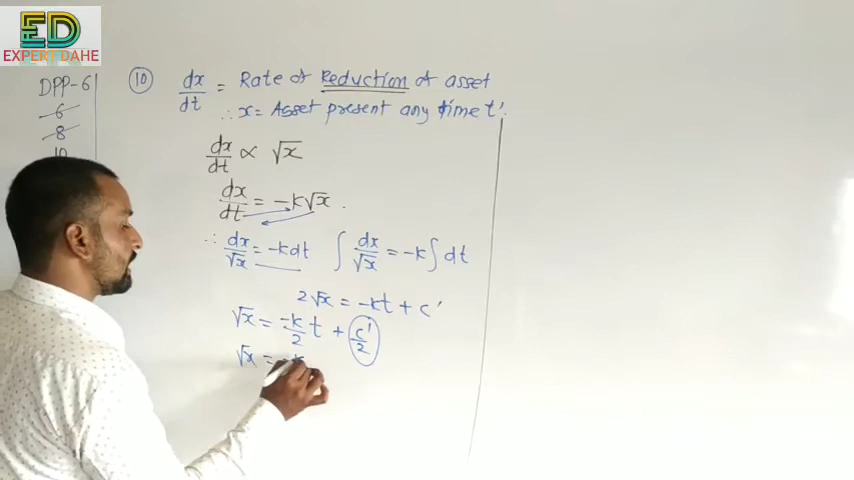 ED
EXPERT DAHE
DPP-6
6
8
10
(10) dx/dt = Rate of Reduction of asset
∴ x = Asset present any time t'.
dx/dt ∝ √x
dx/dt = -k√x.
∴ dx/√x = -kdt ∫ dx/√x = -k∫ dt
2√x = -kt + c'
√x = -k/2 t + c'/2
√x = -k